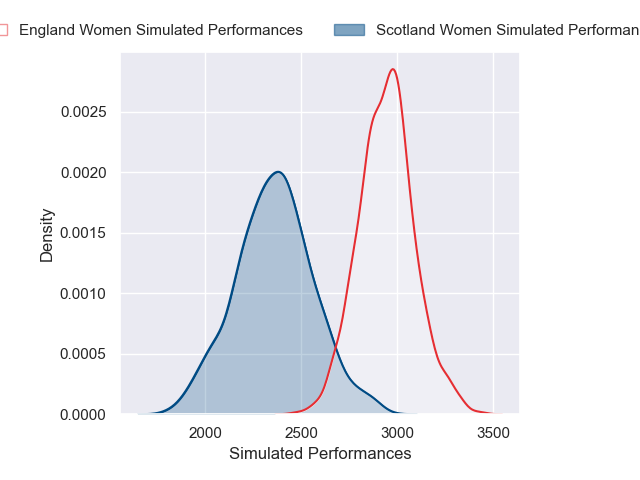 England Women Simulated Performances
Scotland Women Simulated
0.0025
0.0020
0.0015
0.0010
0.0005
0.0000
Density
2000 2500 3000 3500
Simulated Performances